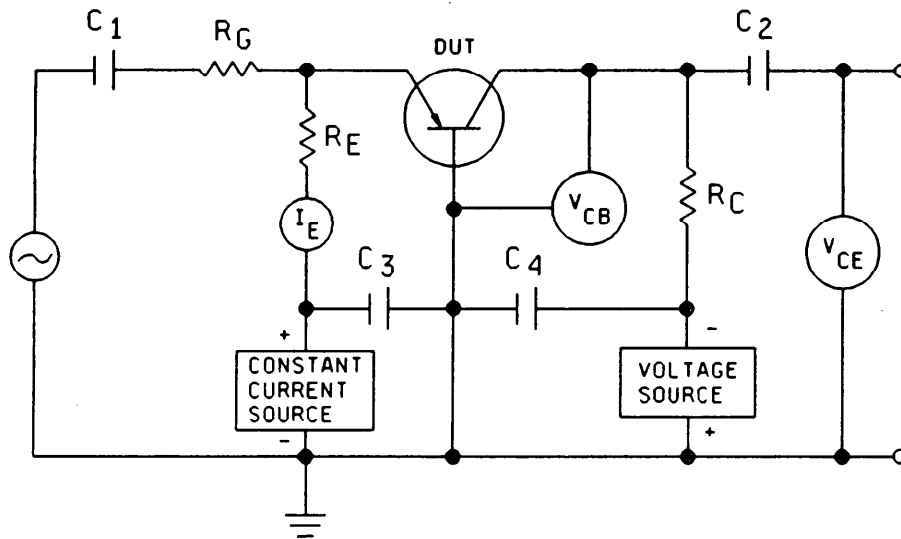 C1
RG
DUT
C2
RE
VCB
RC
IE
VCE
C3
C4
+
-
CONSTANT
CURRENT
SOURCE
VOLTAGE
SOURCE
-
+